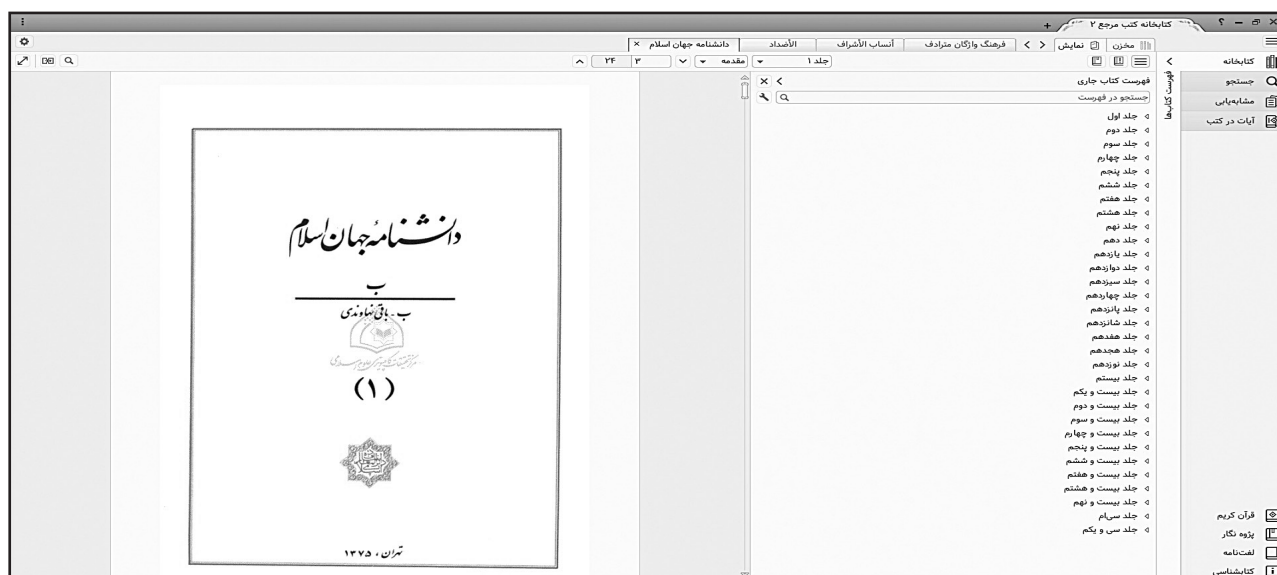 کتابخانه کتب مرجع ۲
مخزن
نمایش
فرهنگ واژگان مترادف
أنساب الأشراف
الأضداد
دانشنامه جهان اسلام
کتابخانه
جستجو
مشابه‌یابی
آیات در کتب
فهرست کتاب‌ها
جلد ۱
مقدمه
۳
۲۴
فهرست کتاب جاری
جستجو در فهرست
جلد اول
جلد دوم
جلد سوم
جلد چهارم
جلد پنجم
جلد ششم
جلد هفتم
جلد هشتم
جلد نهم
جلد دهم
جلد یازدهم
جلد دوازدهم
جلد سیزدهم
جلد چهاردهم
جلد پانزدهم
جلد شانزدهم
جلد هفدهم
جلد هجدهم
جلد نوزدهم
جلد بیستم
جلد بیست و یکم
جلد بیست و دوم
جلد بیست و سوم
جلد بیست و چهارم
جلد بیست و پنجم
جلد بیست و ششم
جلد بیست و هفتم
جلد بیست و هشتم
جلد بیست و نهم
جلد سی‌ام
جلد سی و یکم
قرآن کریم
پژوه نگار
لغت‌نامه
کتابشناسی
دانشنامهٔ جهان اسلام
ب
ب - باقی نهاوندی
مرکز تحقیقات کامپیوتری علوم اسلامی
(۱)
تهران ، ۱۳۷۵